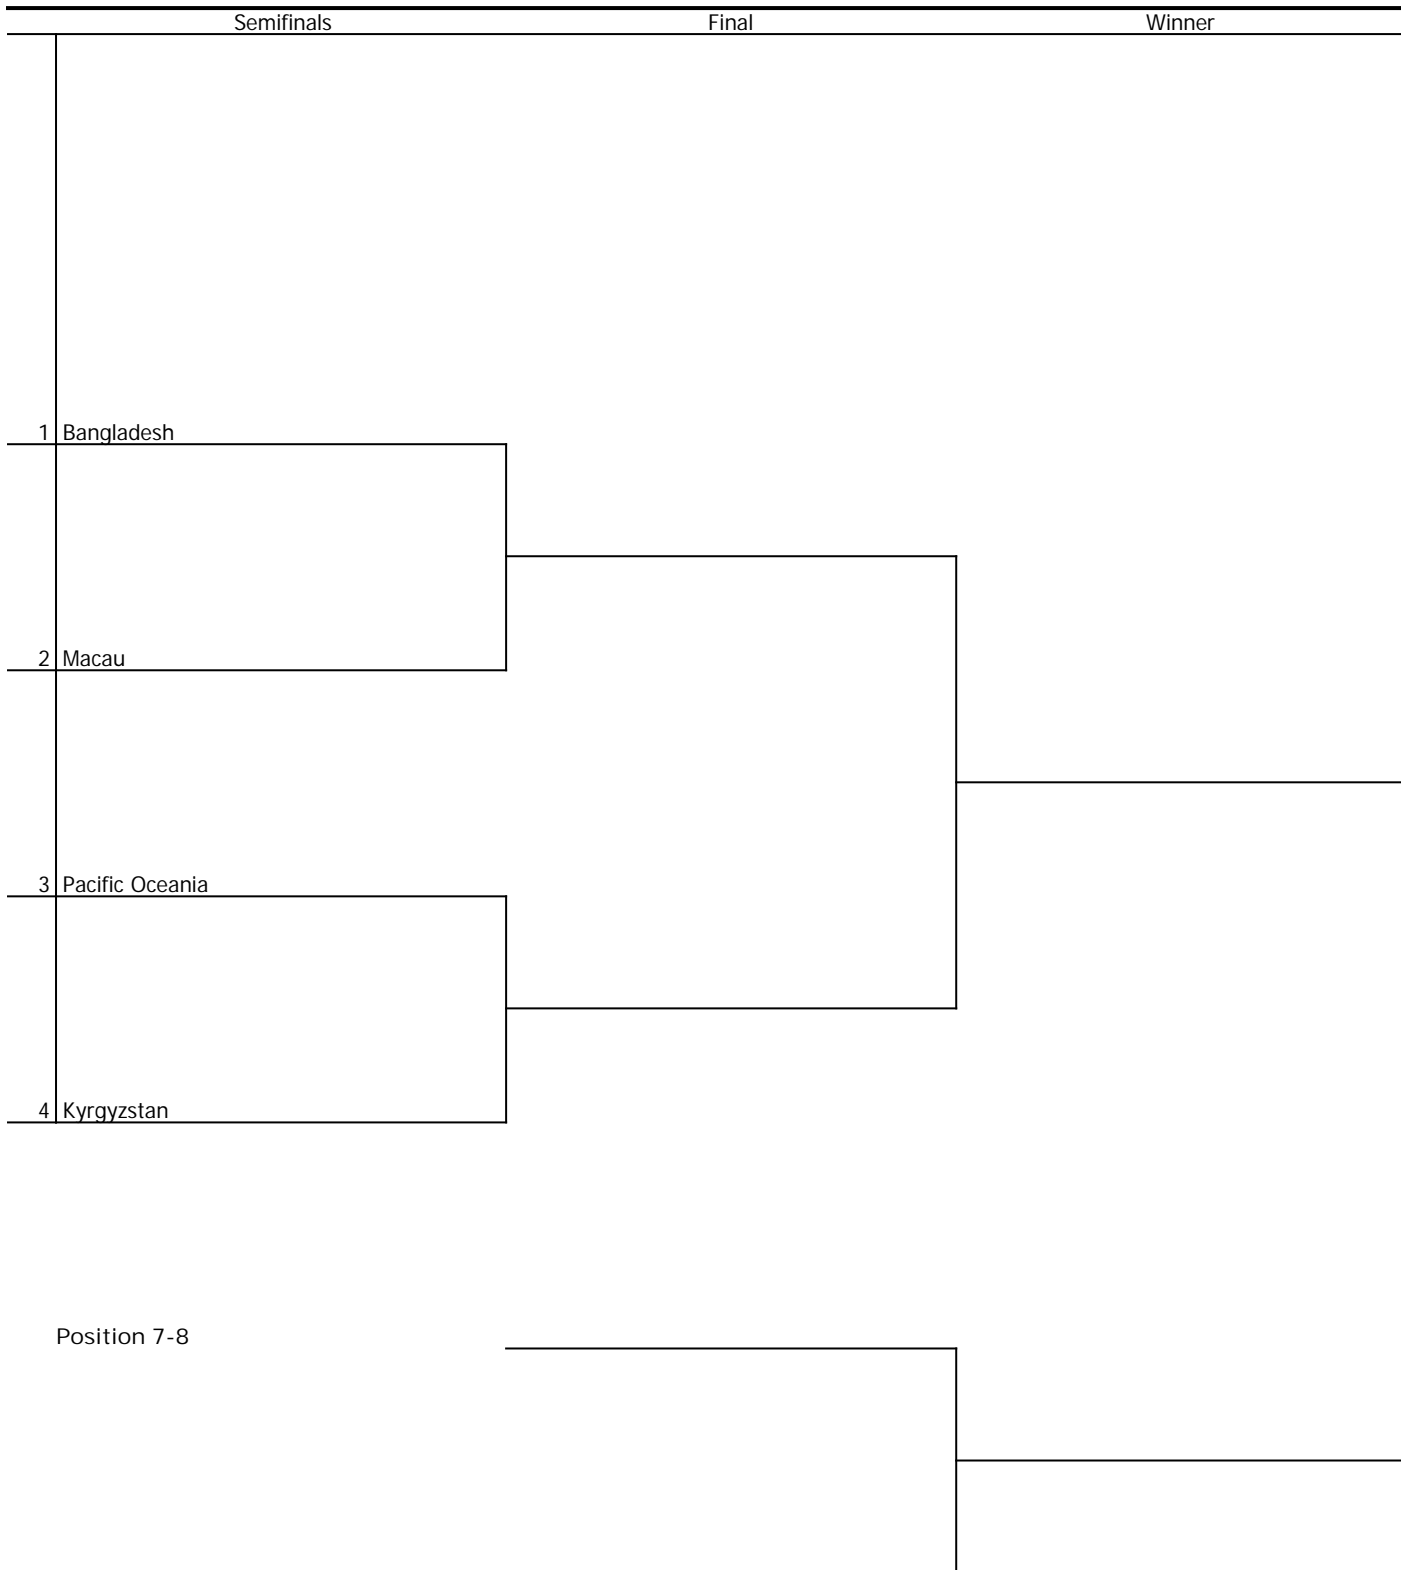 Semifinals Final Winner
1 Bangladesh
2 Macau
3 Pacific Oceania
4 Kyrgyzstan
Position 7-8